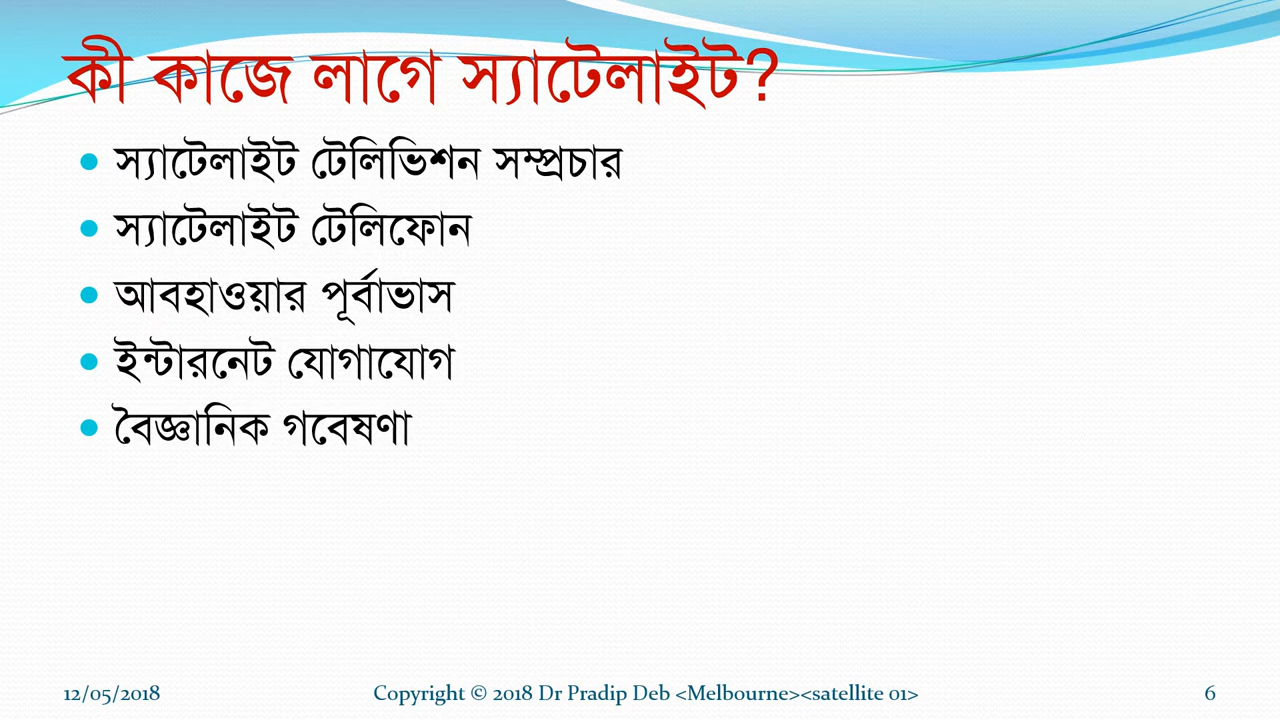 কী কাজে লাগে স্যাটেলাইট?
• স্যাটেলাইট টেলিভিশন সম্প্রচার
• স্যাটেলাইট টেলিফোন
• আবহাওয়ার পূর্বাভাস
• ইন্টারনেট যোগাযোগ
• বৈজ্ঞানিক গবেষণা
12/05/2018 Copyright © 2018 Dr Pradip Deb <Melbourne><satellite 01> 6